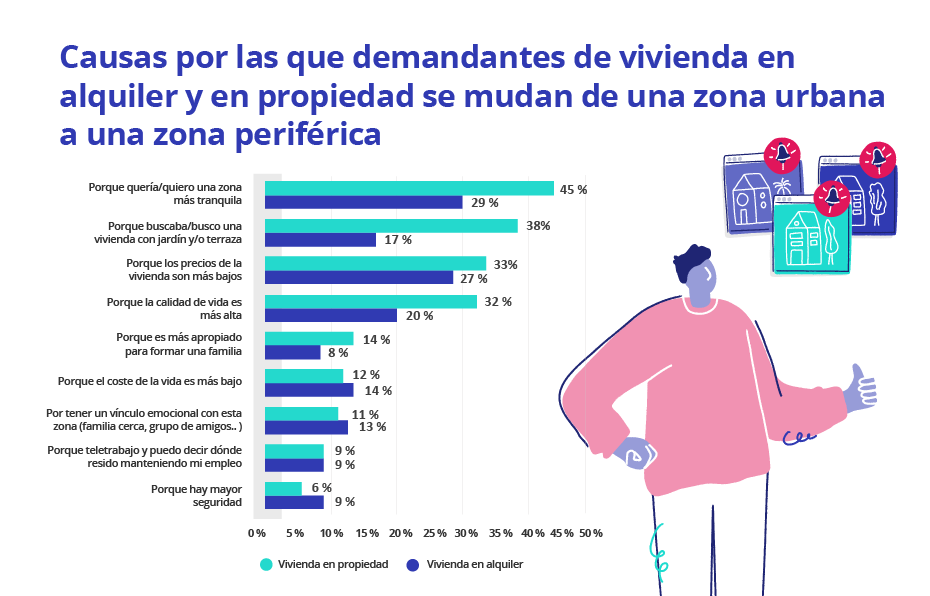 Causas por las que demandantes de vivienda en
alquiler y en propiedad se mudan de una zona urbana
a una zona periférica
Porque quería/quiero una zona
más tranquila
45 %
29 %
Porque buscaba/busco una
vivienda con jardín y/o terraza
38%
17 %
Porque los precios de la
vivienda son más bajos
33%
27 %
Porque la calidad de vida es
más alta
32 %
20 %
Porque es más apropiado
para formar una familia
14 %
8 %
Porque el coste de la vida es más bajo
12 %
14 %
Por tener un vínculo emocional con esta
zona (familia cerca, grupo de amigos.. )
11 %
13 %
Porque teletrabajo y puedo decir dónde
resido manteniendo mi empleo
9 %
9 %
Porque hay mayor
seguridad
6 %
9 %
0 % 5 % 10 % 15 % 20 % 25 % 30 % 35 % 40 % 45 % 50 %
Vivienda en propiedad Vivienda en alquiler